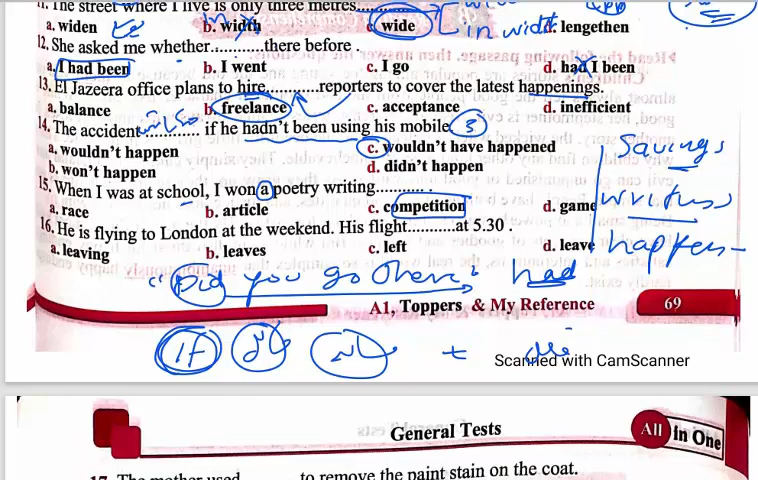 11. The street where I live is only three metres............
a. widen b. width c. wide d. lengethen
in width
12. She asked me whether...........there before .
a. I had been b. I went c. I go d. had I been
13. El Jazeera office plans to hire...........reporters to cover the latest happenings.
a. balance b. freelance c. acceptance d. inefficient
14. The accident............ if he hadn't been using his mobile. 3
a. wouldn't happen c. wouldn't have happened
b. won't happen d. didn't happen
savings
15. When I was at school, I won a poetry writing............
a. race b. article c. competition d. game
16. He is flying to London at the weekend. His flight...........at 5.30 .
a. leaving b. leaves c. left d. leave
"Did you go there? had
A1, Toppers & My Reference 69
If
Scanned with CamScanner
General Tests All in One
17. The mother used to remove the paint stain on the coat.